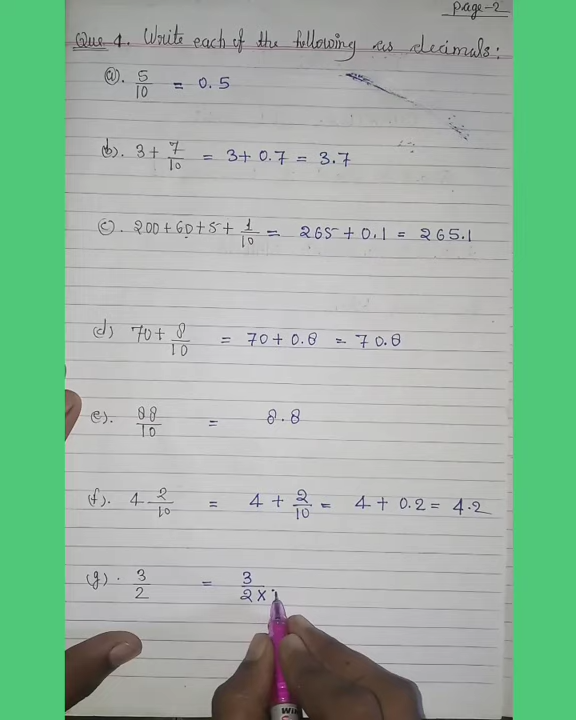 Page-2
Que 4. Write each of the following as decimals:
(a). 5/10 = 0.5
(b). 3 + 7/10 = 3 + 0.7 = 3.7
(c). 200 + 60 + 5 + 1/10 = 265 + 0.1 = 265.1
(d) 70 + 8/10 = 70 + 0.8 = 70.8
(e). 88/10 = 8.8
(f). 4 2/10 = 4 + 2/10 = 4 + 0.2 = 4.2
(g). 3/2 = 3/2×